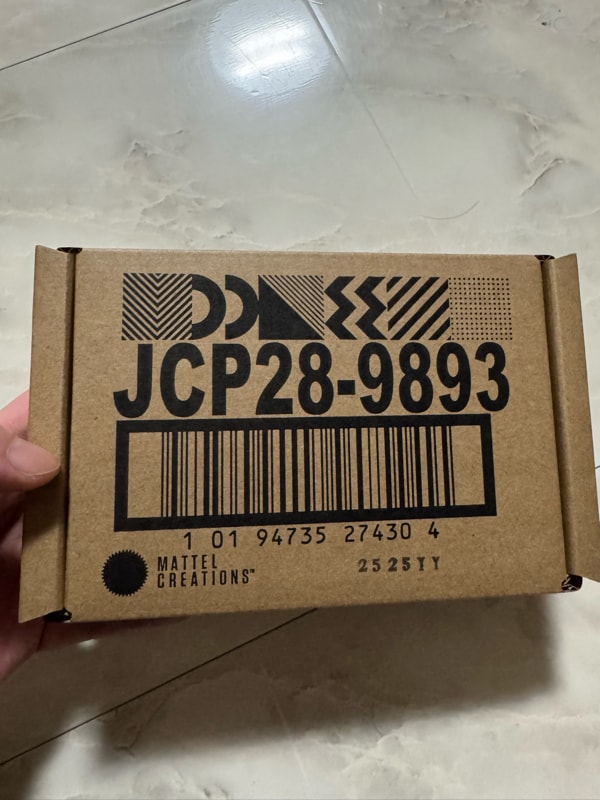 JCP28-9893
1 01 94735 27430 4
MATTEL
CREATIONS™
2525YY